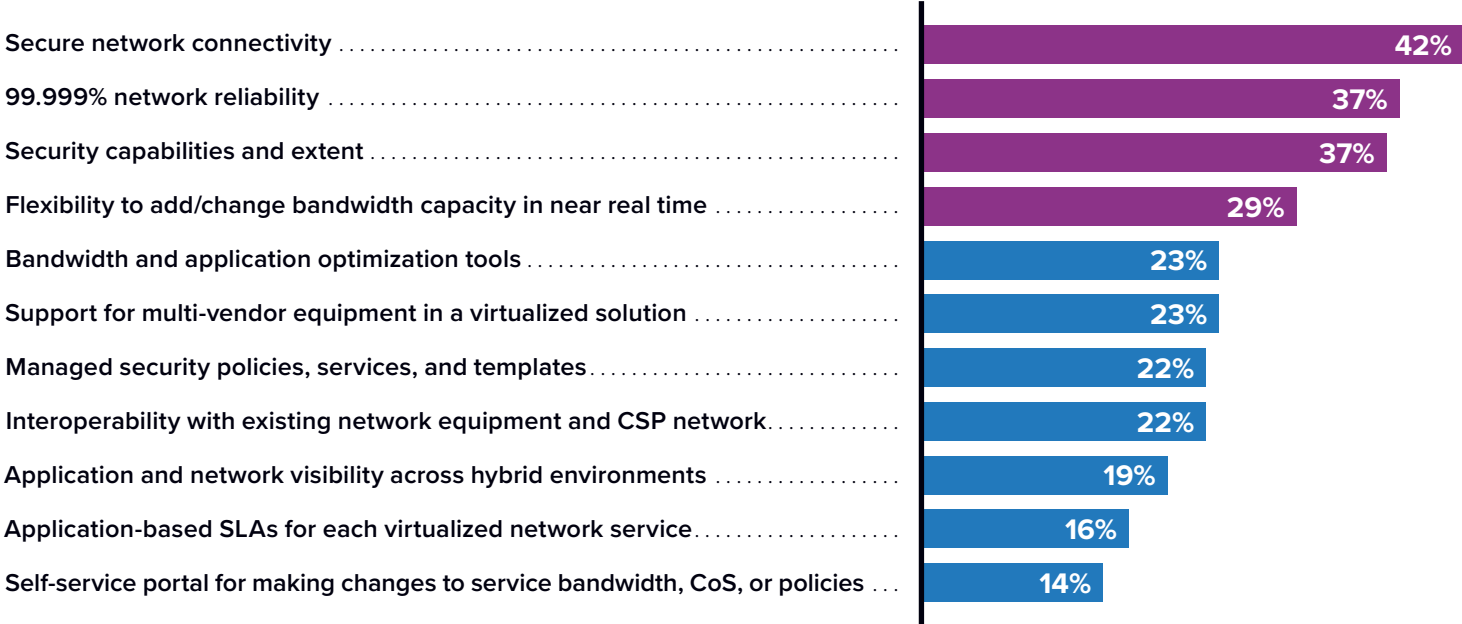 Secure network connectivity 42%
99.999% network reliability 37%
Security capabilities and extent 37%
Flexibility to add/change bandwidth capacity in near real time 29%
Bandwidth and application optimization tools 23%
Support for multi-vendor equipment in a virtualized solution 23%
Managed security policies, services, and templates 22%
Interoperability with existing network equipment and CSP network 22%
Application and network visibility across hybrid environments 19%
Application-based SLAs for each virtualized network service 16%
Self-service portal for making changes to service bandwidth, CoS, or policies 14%